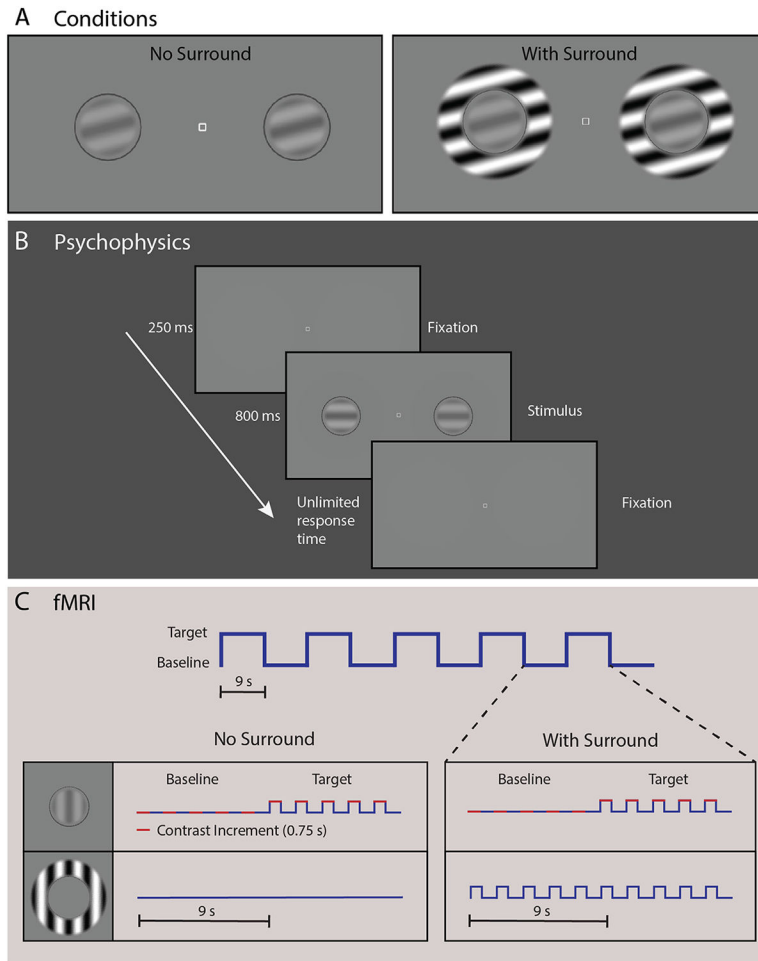 A Conditions
No Surround
With Surround
B Psychophysics
250 ms
Fixation
800 ms
Stimulus
Unlimited
response
time
Fixation
C fMRI
Target
Baseline
9 s
No Surround
With Surround
Baseline Target
Contrast Increment (0.75 s)
Baseline Target
9 s
9 s